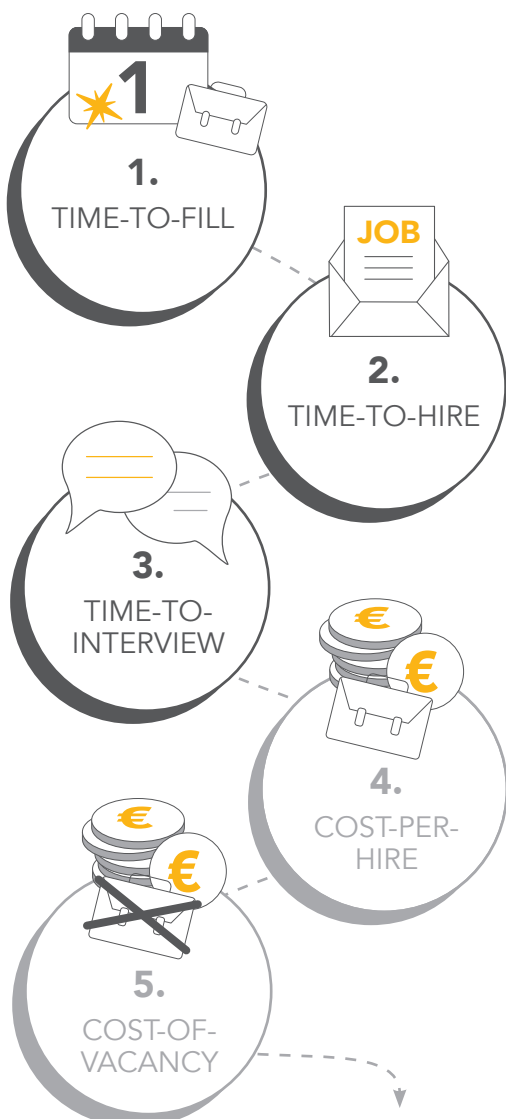 1
1.
TIME-TO-FILL
JOB
2.
TIME-TO-HIRE
3.
TIME-TO-
INTERVIEW
€
€
4.
COST-PER-
HIRE
€
€
5.
COST-OF-
VACANCY